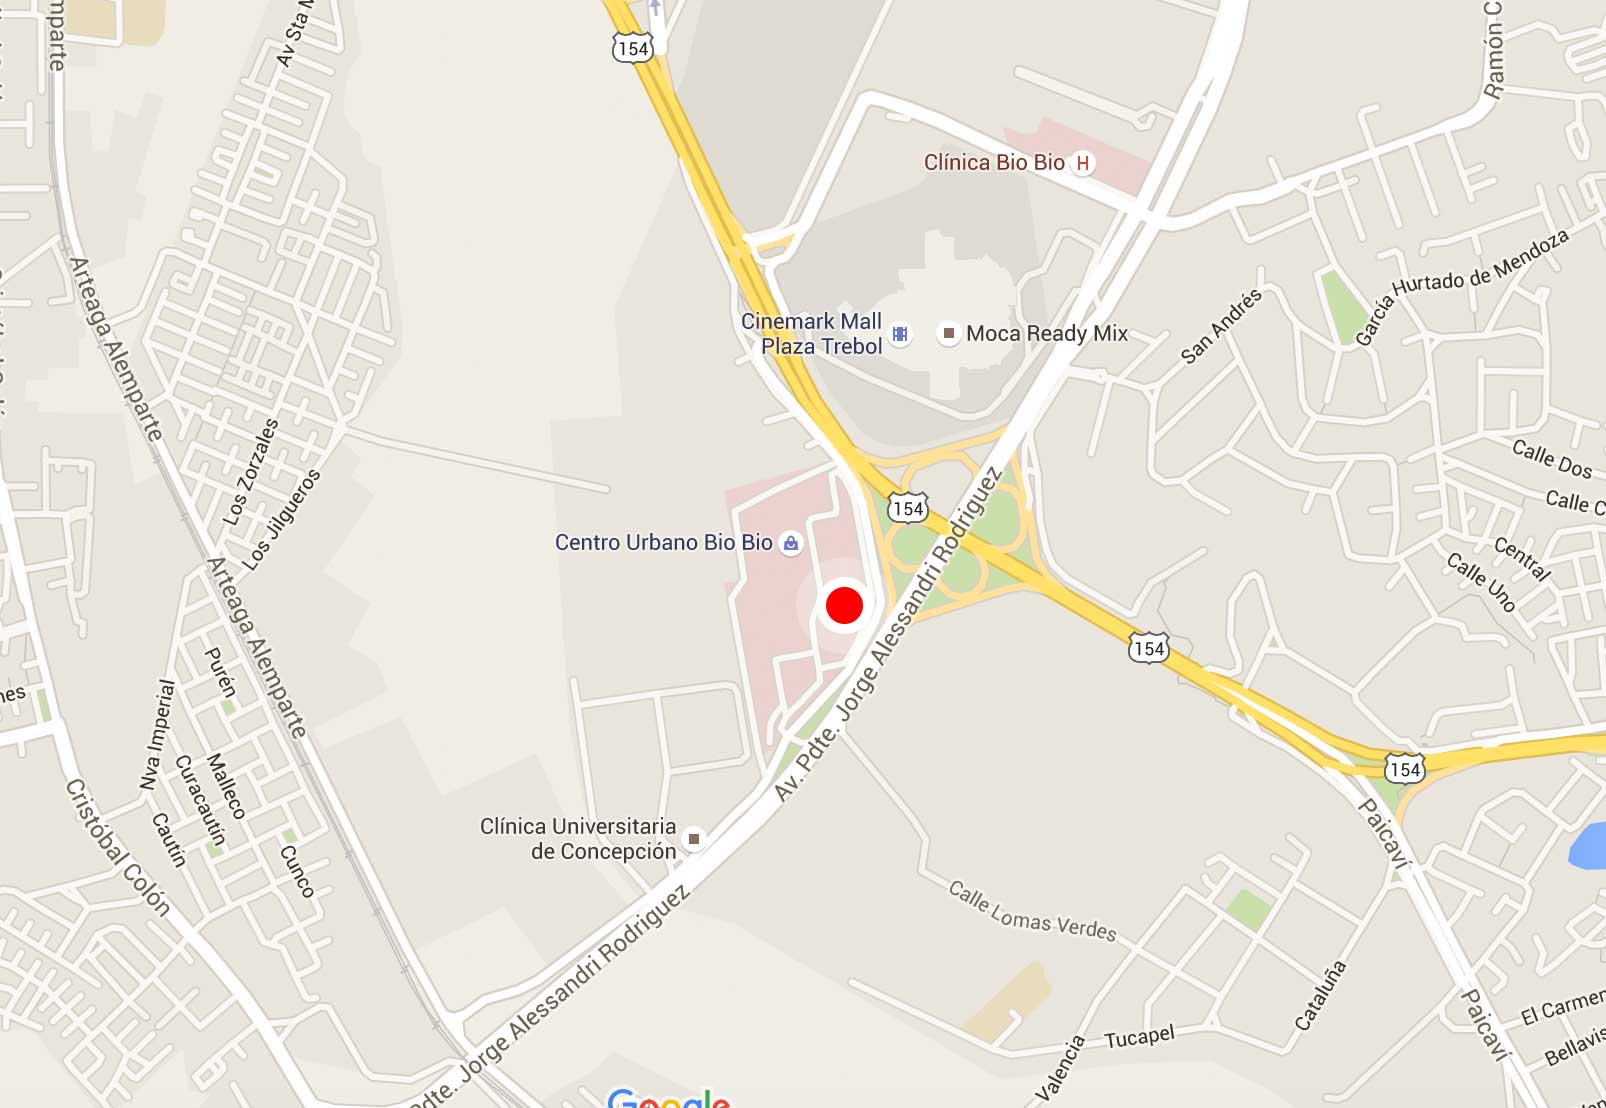 154
Av Sta M
mparte
Ramón C
Clínica Bio Bio
H
Arteaga Alemparte
García Hurtado de Mendoza
San Andrés
Cinemark Mall
Plaza Trebol
Moca Ready Mix
Los Zorzales
Los Jilgueros
Calle Dos
Calle C
154
Centro Urbano Bio Bio
Central
Calle Uno
Arteaga Alemparte
Av. Pdte. Jorge Alessandri Rodriguez
154
Purén
nes
Nva Imperial
Malleco
Curacautín
Cautín
Cunco
154
Cristóbal Colón
Paicaví
Clínica Universitaria
de Concepción
Calle Lomas Verdes
Cataluña
Paicaví
El Carmen
Bellavis
Tucapel
Valencia
Pdte. Jorge Alessandri Rodriguez
Google